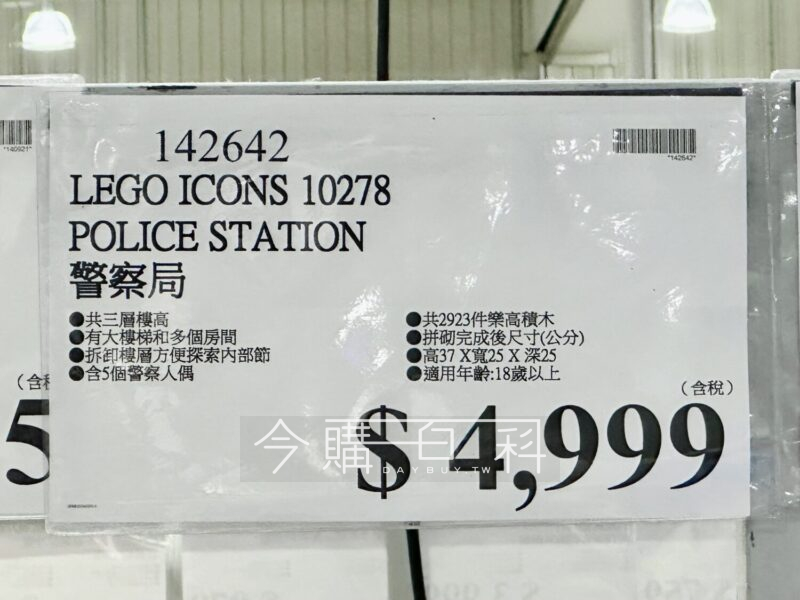 142642
"142642"
"140921"
LEGO ICONS 10278
POLICE STATION
警察局
●共三層樓高
●有大樓梯和多個房間
●拆卸樓層方便探索內部節
●含5個警察人偶
●共2923件樂高積木
●拼砌完成後尺寸(公分)
●高37 X寬25 X 深25
●適用年齡:18歲以上
(含稅)
$4,999
(含
5
今購百科
DAYBUY.TW